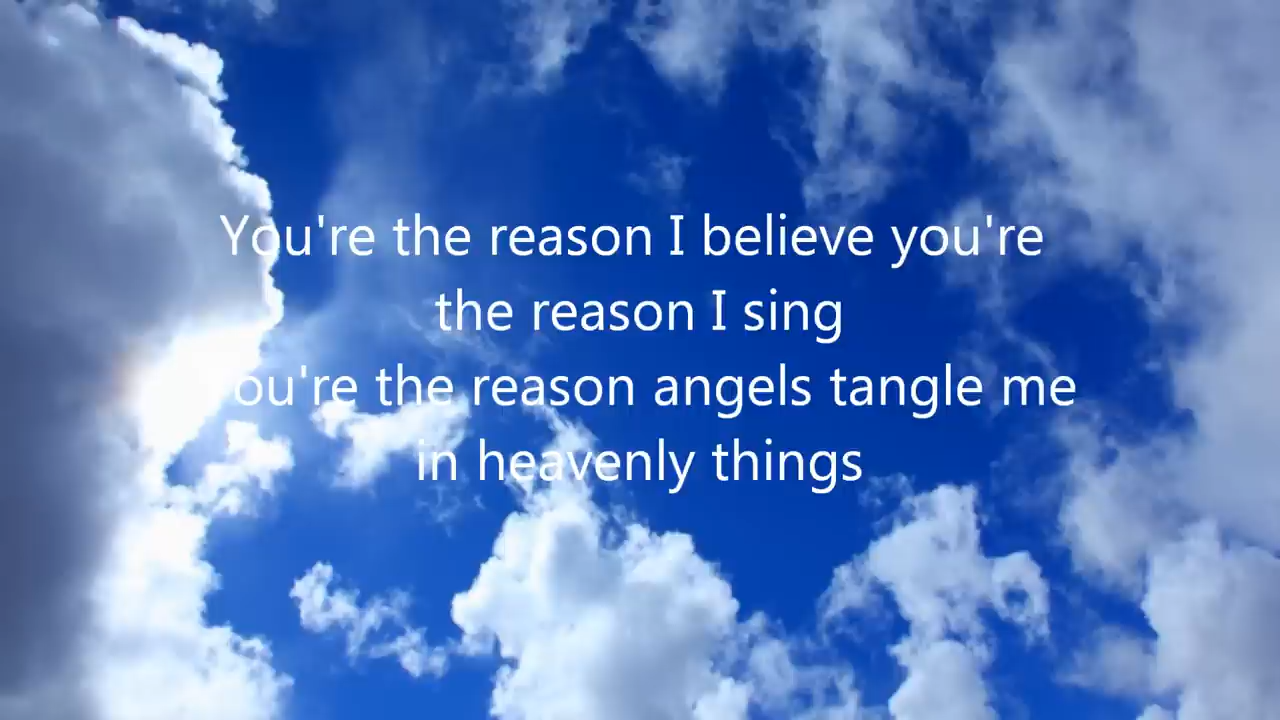 You're the reason I believe you're
the reason I sing
You're the reason angels tangle me
in heavenly things